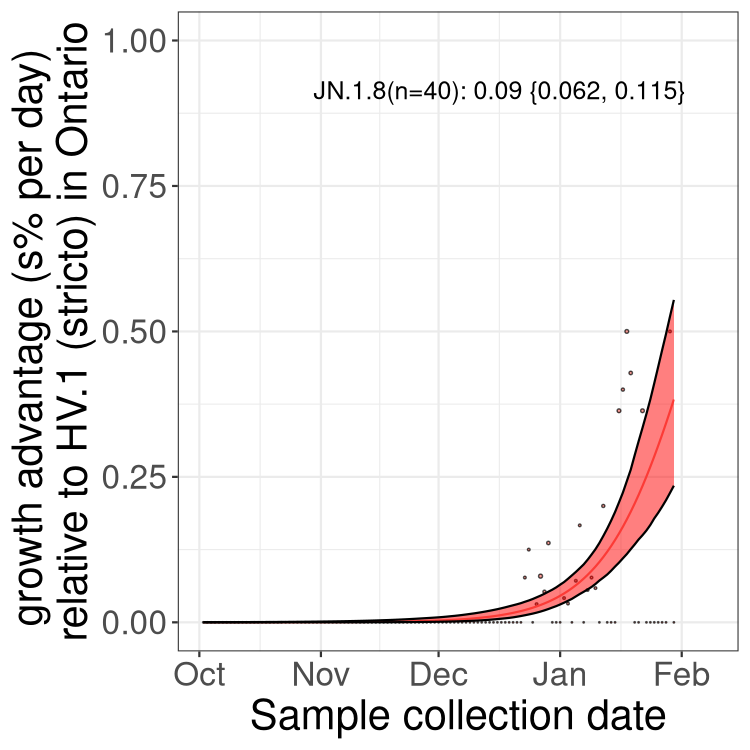 growth advantage (s% per day)
relative to HV.1 (stricto) in Ontario
1.00
0.75
0.50
0.25
0.00
JN.1.8(n=40): 0.09 {0.062, 0.115}
Oct Nov Dec Jan Feb
Sample collection date